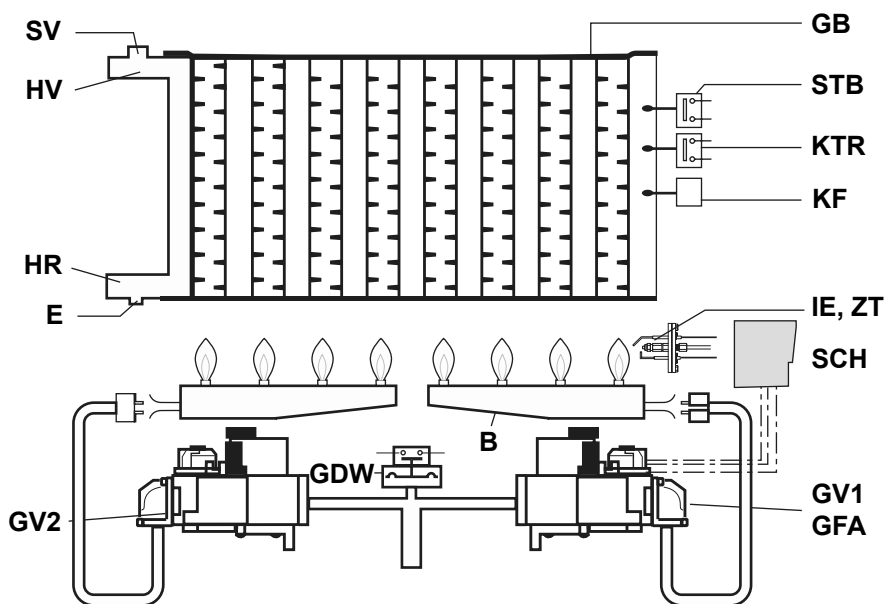 SV
GB
HV
STB
KTR
KF
HR
E
IE, ZT
SCH
B
GDW
GV2
GV1
GFA